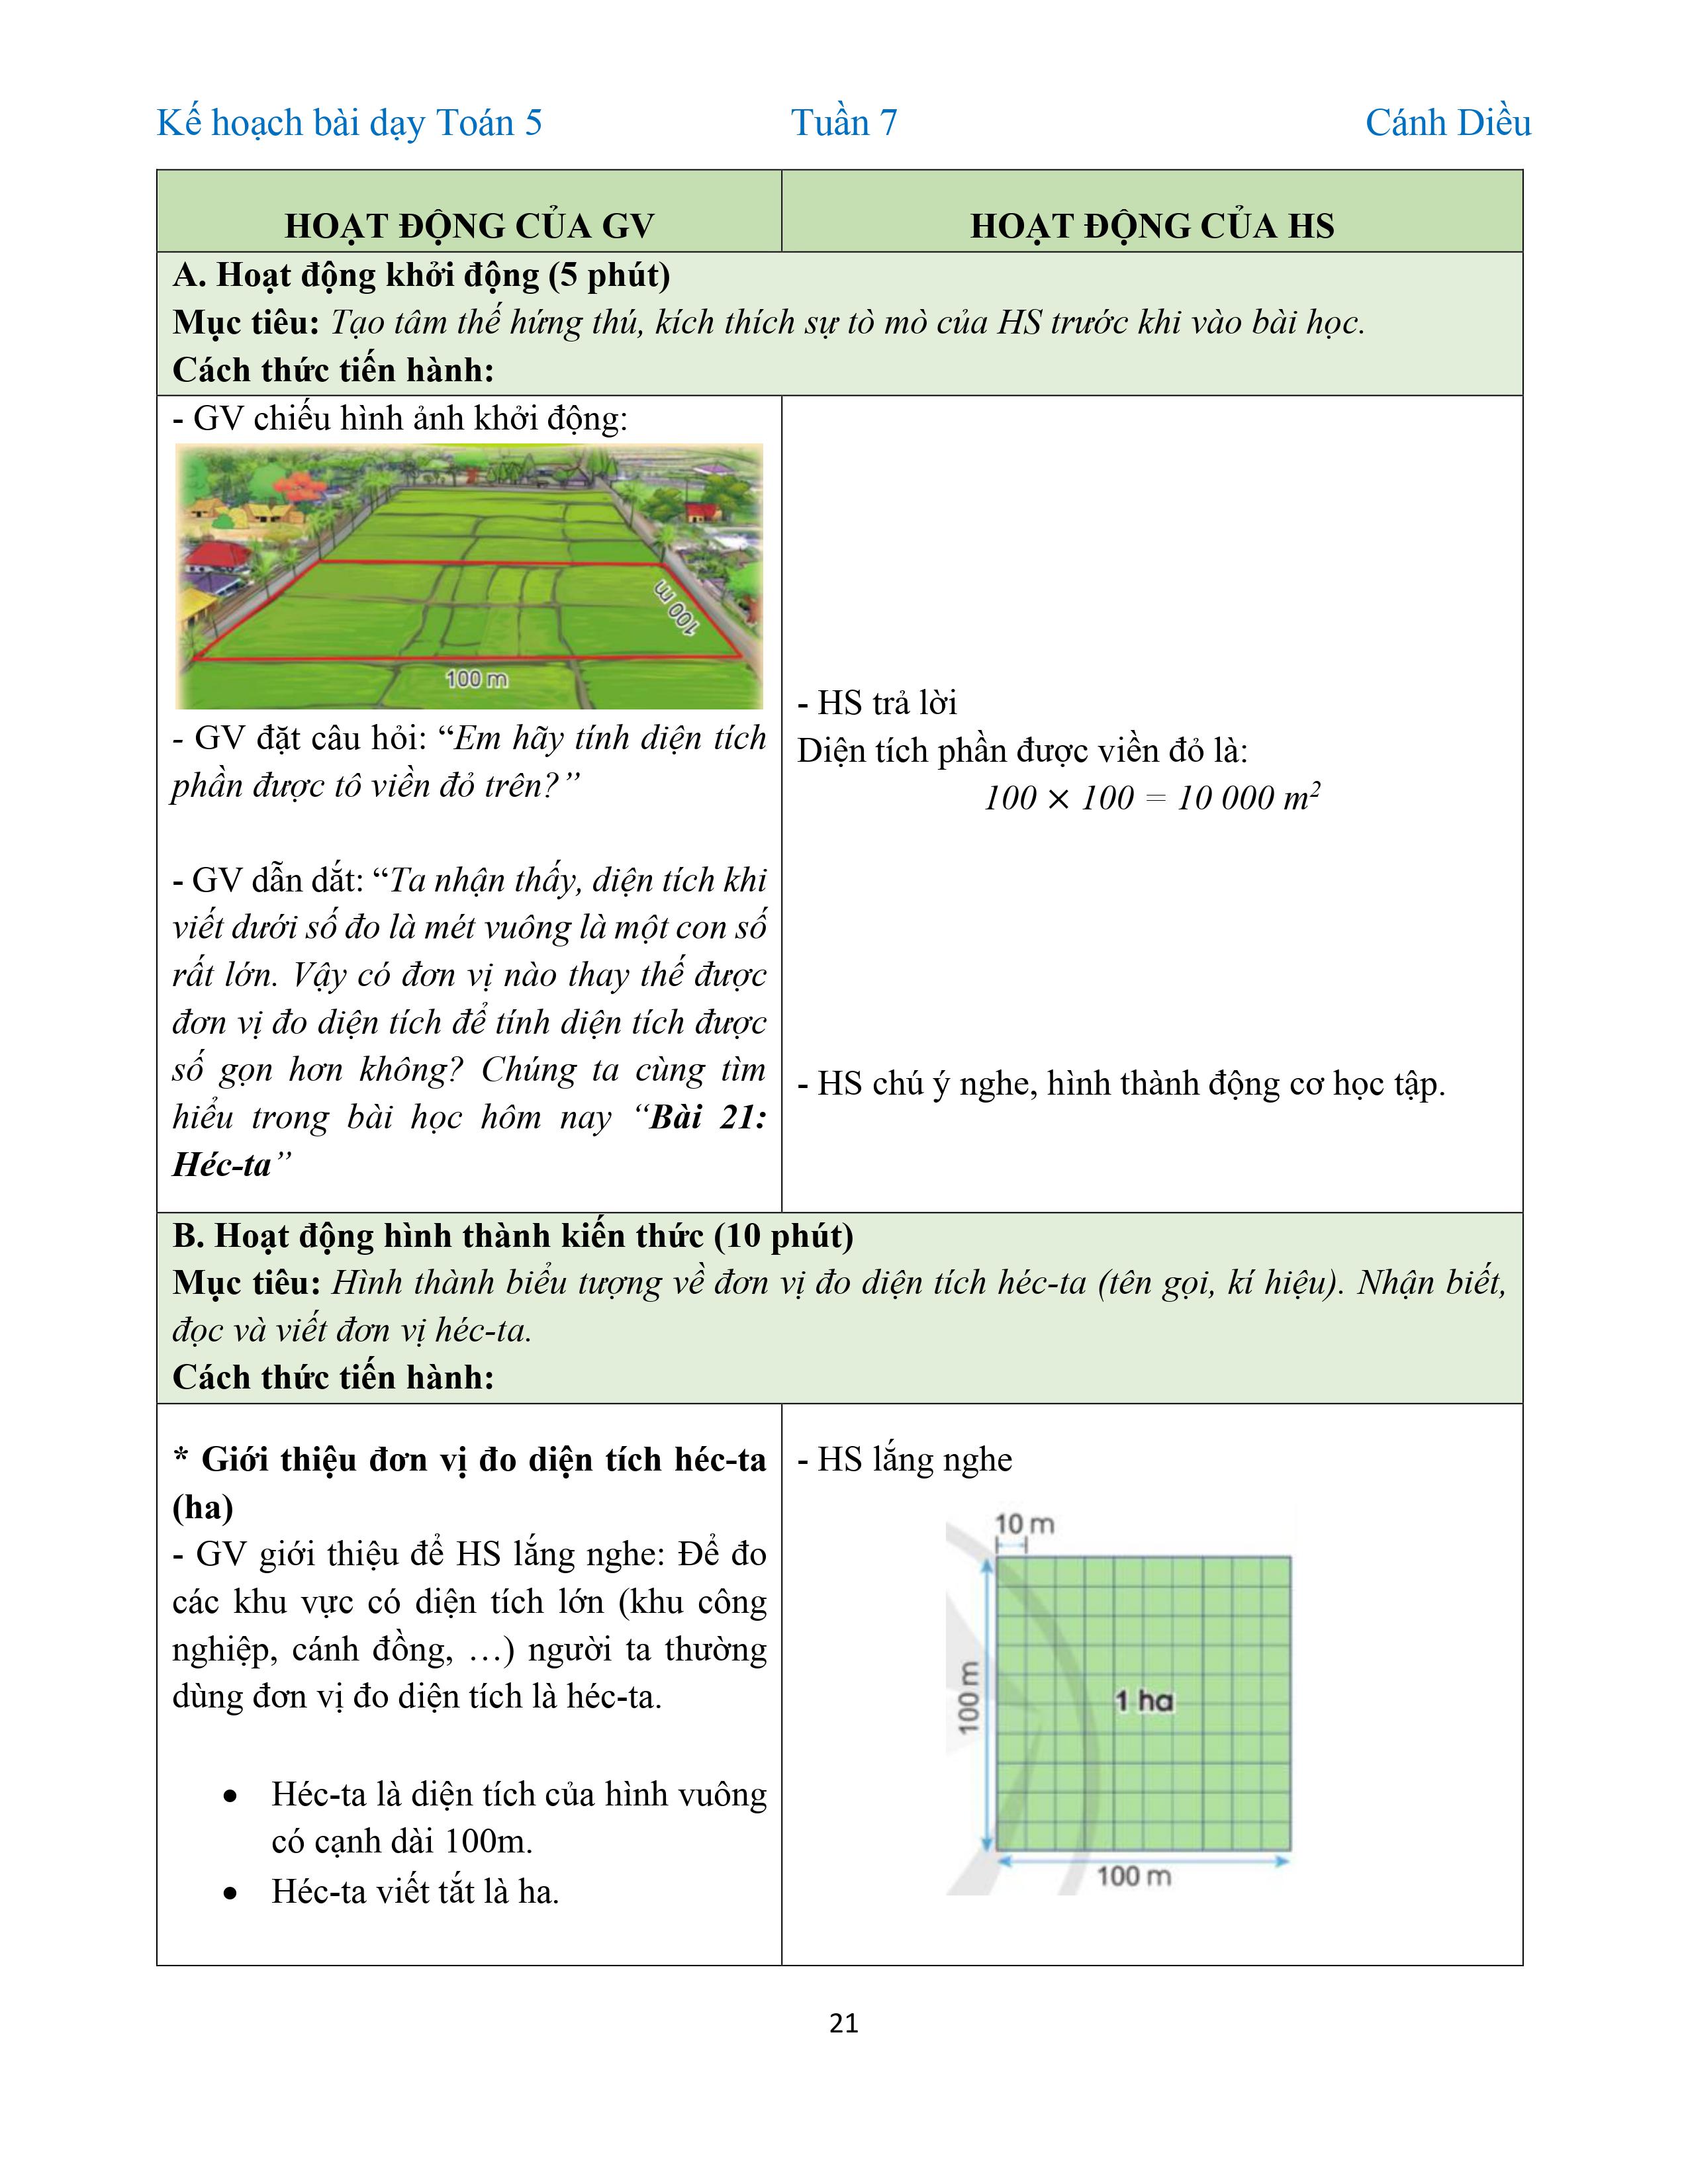 Kế hoạch bài dạy Toán 5 Tuần 7 Cánh Diều
HOẠT ĐỘNG CỦA GV
HOẠT ĐỘNG CỦA HS
A. Hoạt động khởi động (5 phút)
Mục tiêu: Tạo tâm thế hứng thú, kích thích sự tò mò của HS trước khi vào bài học.
Cách thức tiến hành:
- GV chiếu hình ảnh khởi động:
100 m
100 m
- GV đặt câu hỏi: “Em hãy tính diện tích
phần được tô viền đỏ trên?”
- GV dẫn dắt: “Ta nhận thấy, diện tích khi
viết dưới số đo là mét vuông là một con số
rất lớn. Vậy có đơn vị nào thay thế được
đơn vị đo diện tích để tính diện tích được
số gọn hơn không? Chúng ta cùng tìm
hiểu trong bài học hôm nay “Bài 21:
Héc-ta”
- HS trả lời
Diện tích phần được viền đỏ là:
100 × 100 = 10 000 m²
- HS chú ý nghe, hình thành động cơ học tập.
B. Hoạt động hình thành kiến thức (10 phút)
Mục tiêu: Hình thành biểu tượng về đơn vị đo diện tích héc-ta (tên gọi, kí hiệu). Nhận biết,
đọc và viết đơn vị héc-ta.
Cách thức tiến hành:
* Giới thiệu đơn vị đo diện tích héc-ta
(ha)
- GV giới thiệu để HS lắng nghe: Để đo
các khu vực có diện tích lớn (khu công
nghiệp, cánh đồng, …) người ta thường
dùng đơn vị đo diện tích là héc-ta.
• Héc-ta là diện tích của hình vuông
có cạnh dài 100m.
• Héc-ta viết tắt là ha.
- HS lắng nghe
10 m
100 m
1 ha
100 m
21